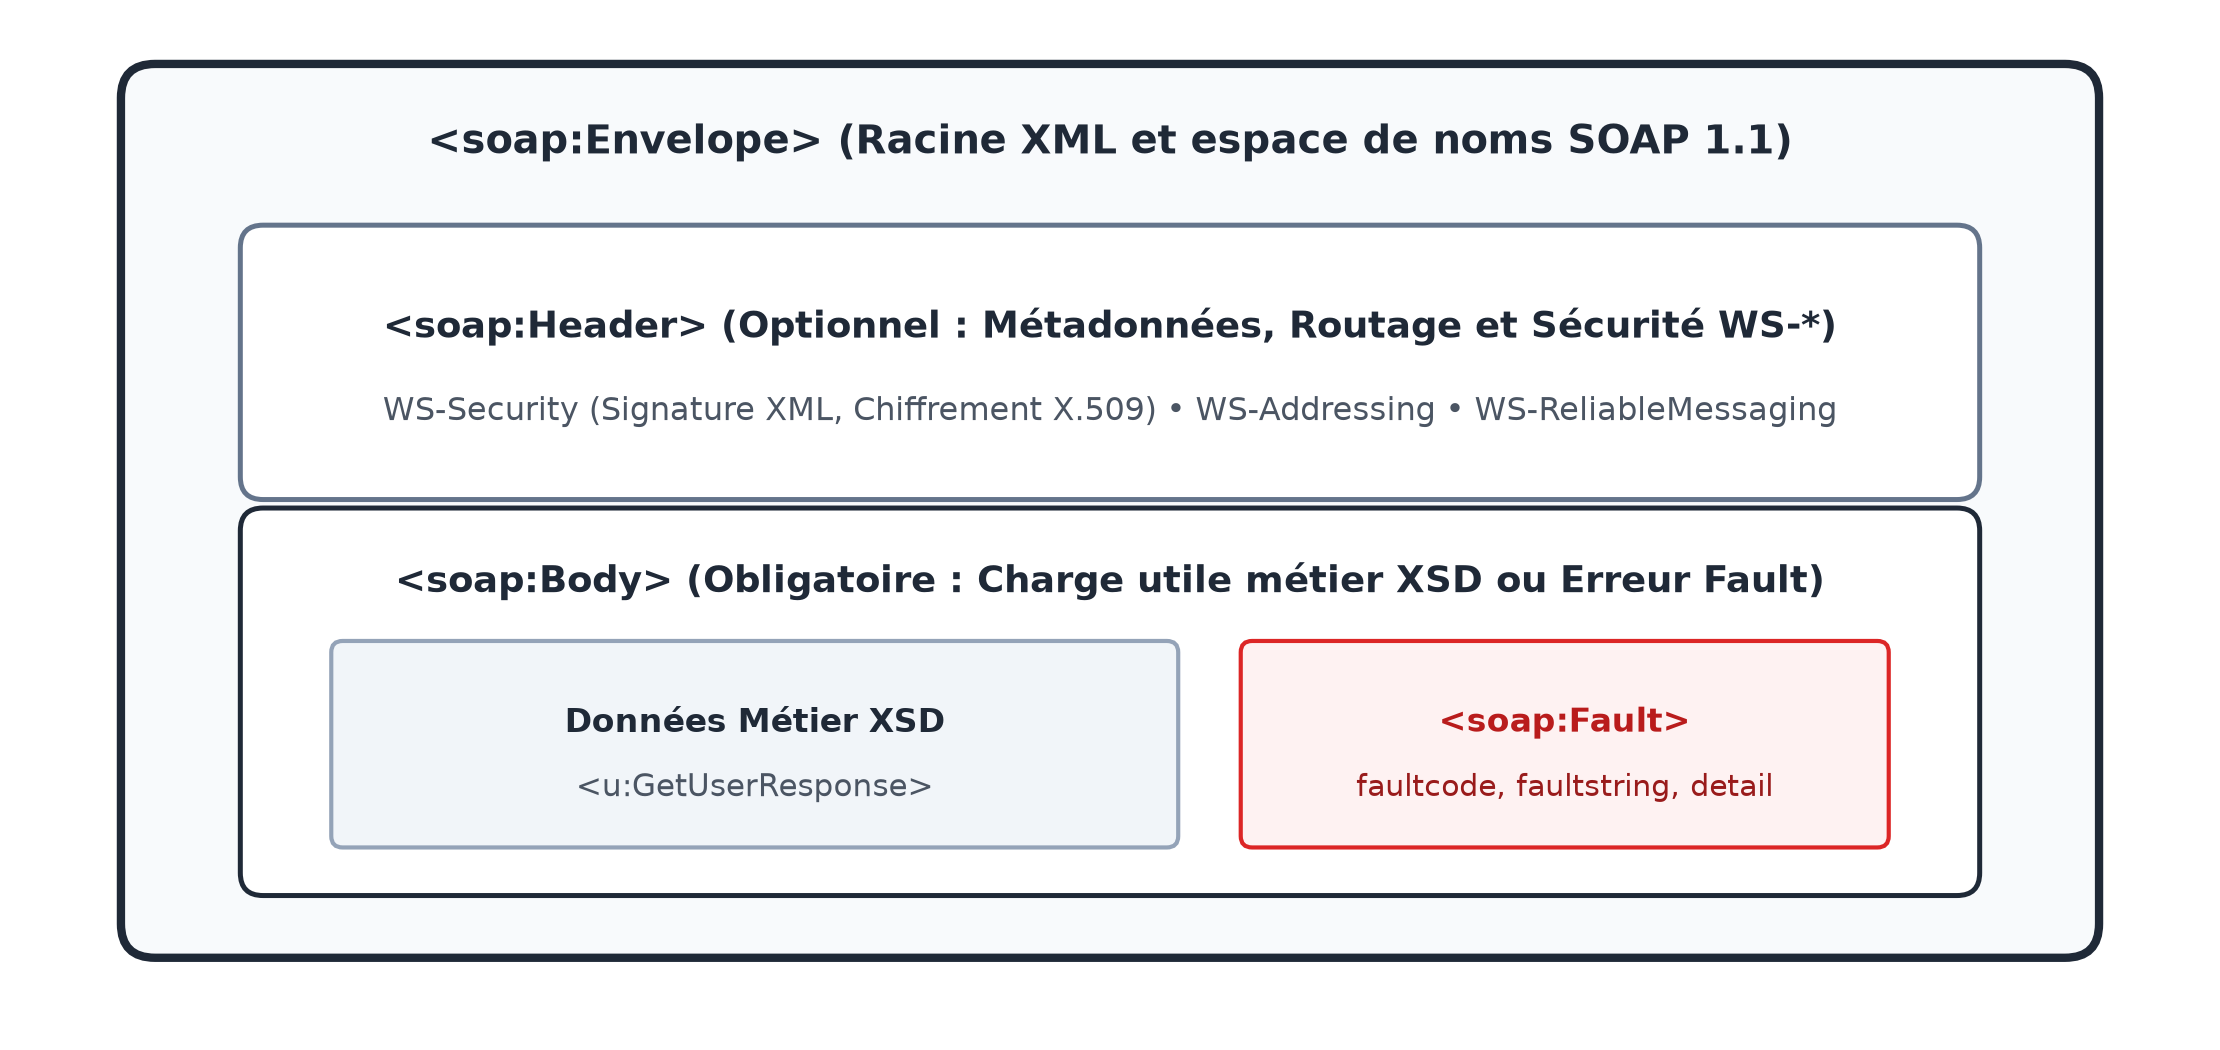 <soap:Envelope> (Racine XML et espace de noms SOAP 1.1)
<soap:Header> (Optionnel : Métadonnées, Routage et Sécurité WS-*)
WS-Security (Signature XML, Chiffrement X.509) • WS-Addressing • WS-ReliableMessaging
<soap:Body> (Obligatoire : Charge utile métier XSD ou Erreur Fault)
Données Métier XSD
<u:GetUserResponse>
<soap:Fault>
faultcode, faultstring, detail